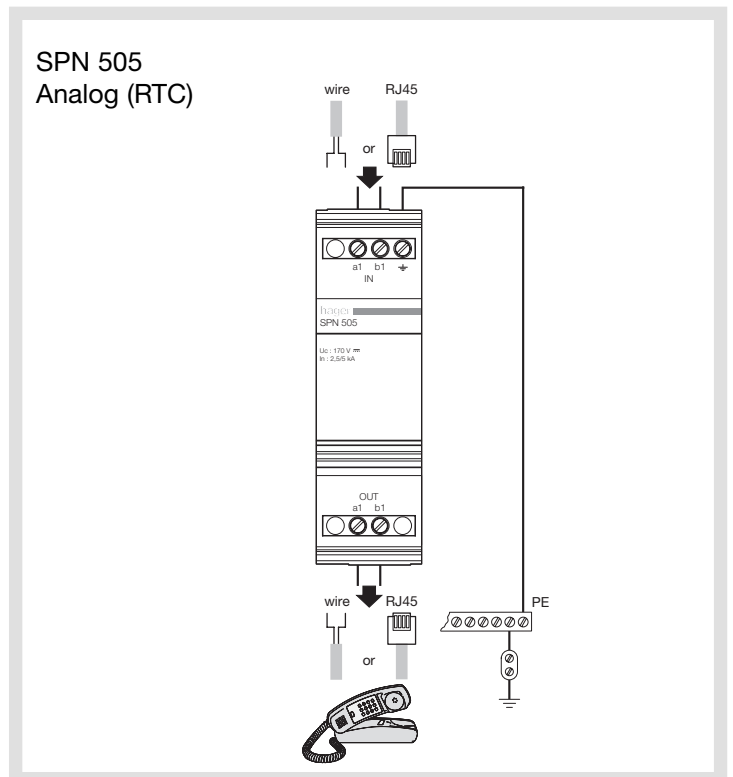 SPN 505
Analog (RTC)
wire RJ45
or
a1 b1
IN
hager
SPN 505
Uc : 170 V
In : 2,5/5 kA
OUT
a1 b1
wire RJ45
PE
or